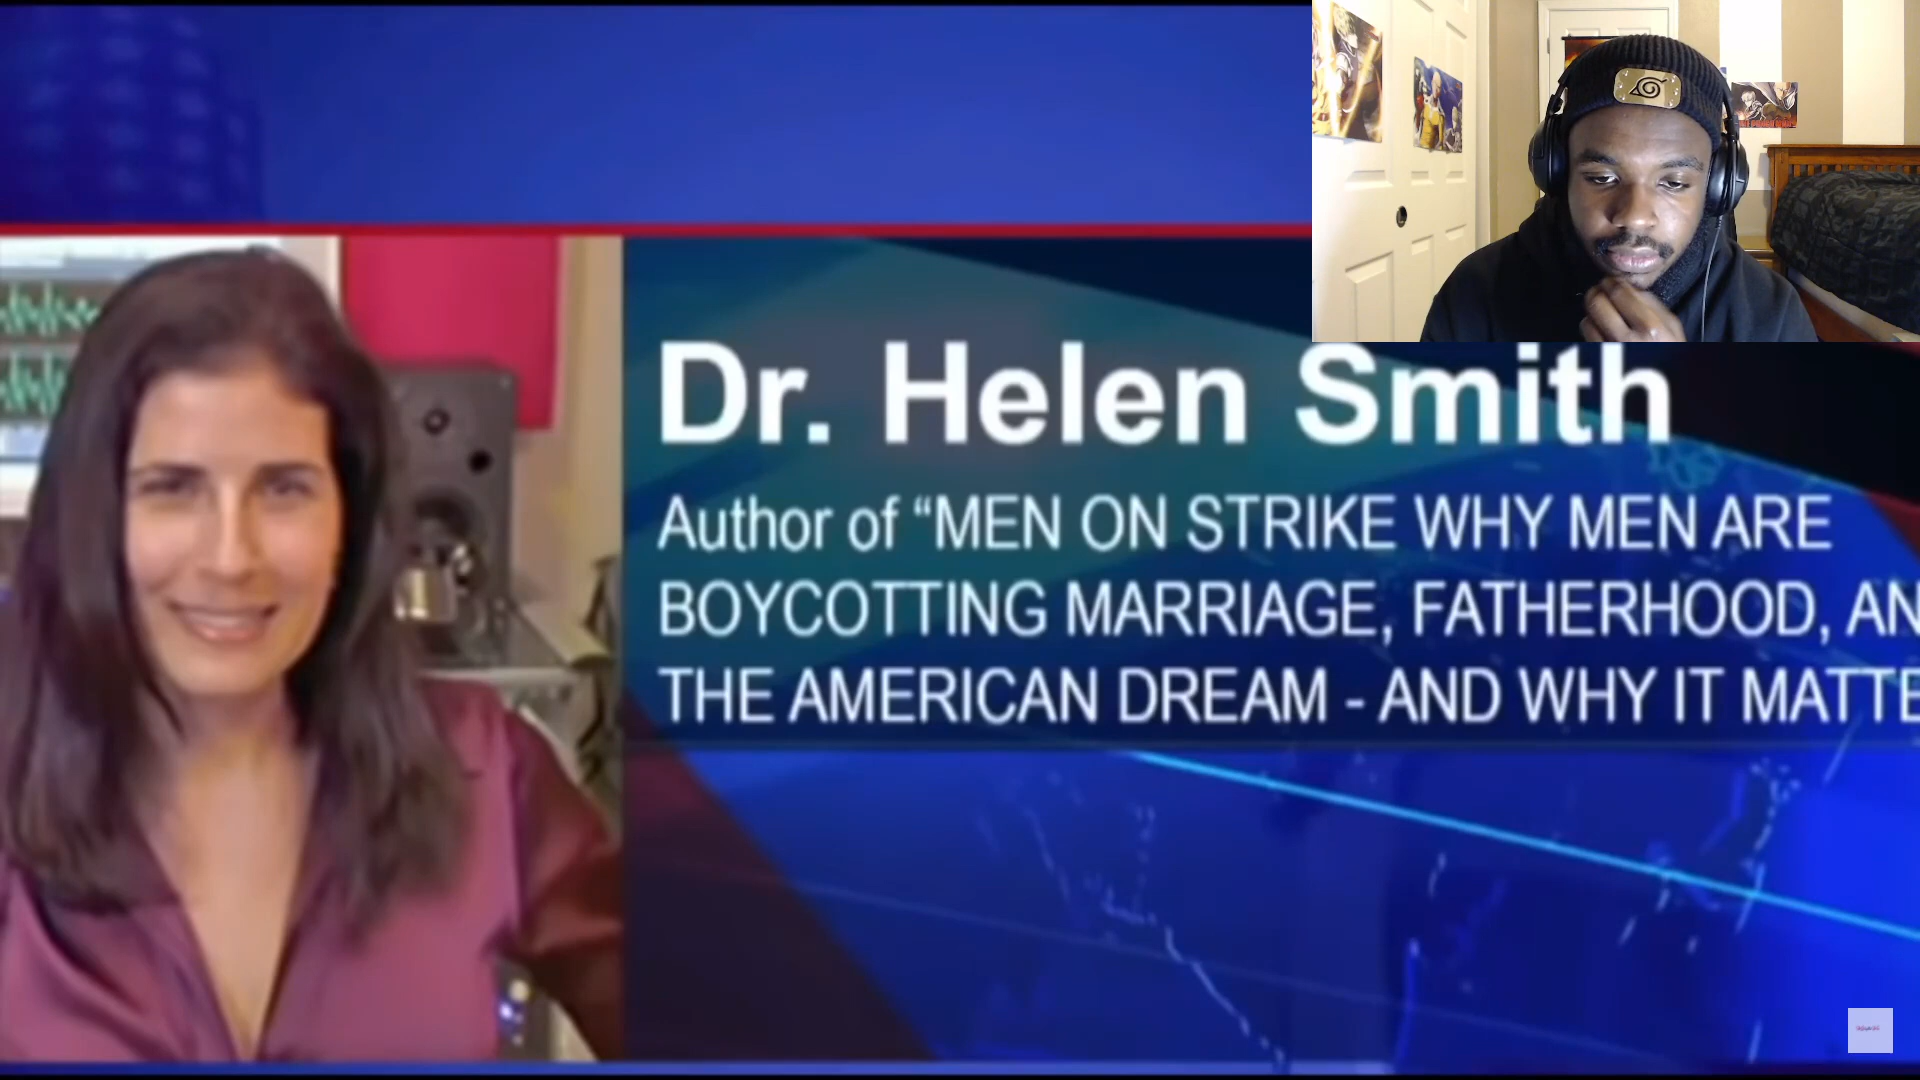 Dr. Helen Smith
Author of “MEN ON STRIKE WHY MEN ARE
BOYCOTTING MARRIAGE, FATHERHOOD, AN
THE AMERICAN DREAM - AND WHY IT MATTE